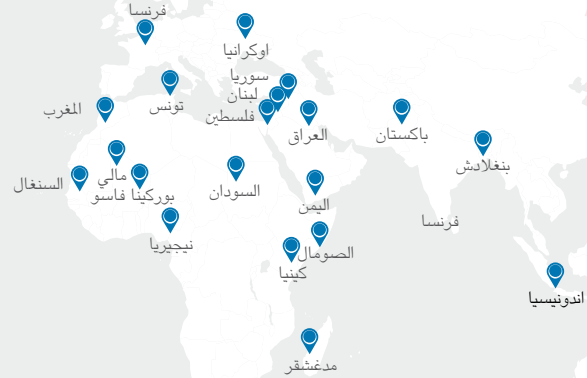 فرنسا
اوكرانيا
سوريا
لبنان
تونس
المغرب
فلسطين
العراق
باكستان
بنغلادش
مالي
السنغال
بوركينا فاسو
السودان
اليمن
فرنسا
نيجيريا
الصومال
كينيا
اندونيسيا
مدغشقر